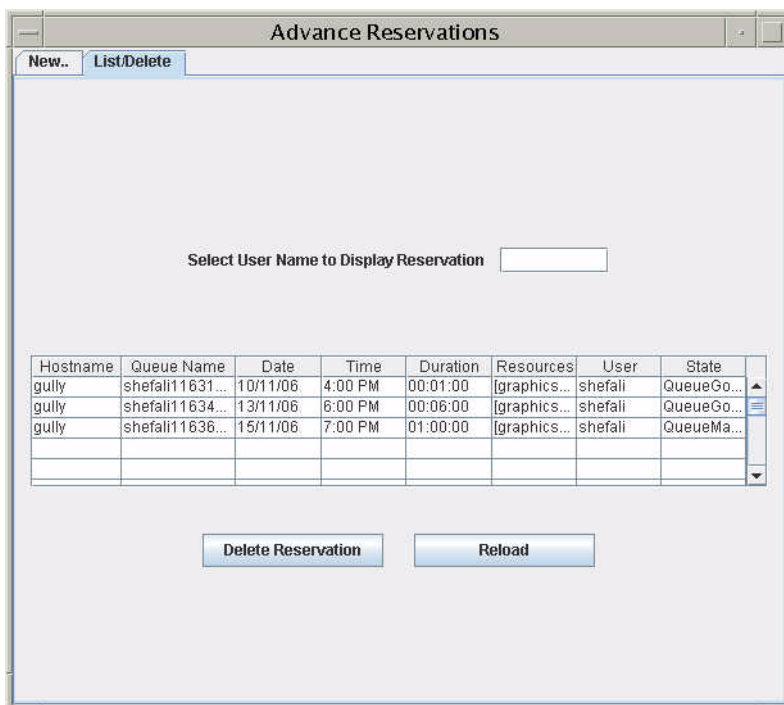 Advance Reservations
New.. List/Delete
Select User Name to Display Reservation
Hostname Queue Name Date Time Duration Resources User State
gully shefali11631... 10/11/06 4:00 PM 00:01:00 [graphics... shefali QueueGo...
gully shefali11634... 13/11/06 6:00 PM 00:06:00 [graphics... shefali QueueGo...
gully shefali11636... 15/11/06 7:00 PM 01:00:00 [graphics... shefali QueueMa...
Delete Reservation Reload